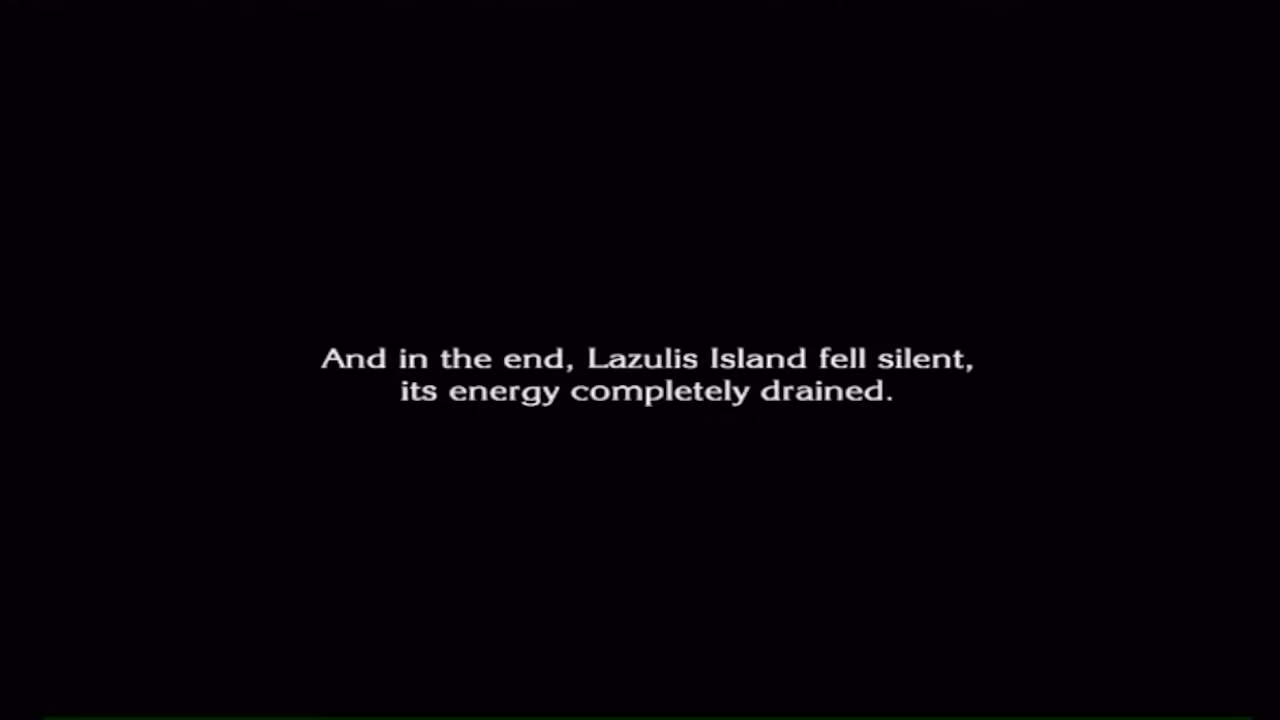 And in the end, Lazulis Island fell silent,
its energy completely drained.